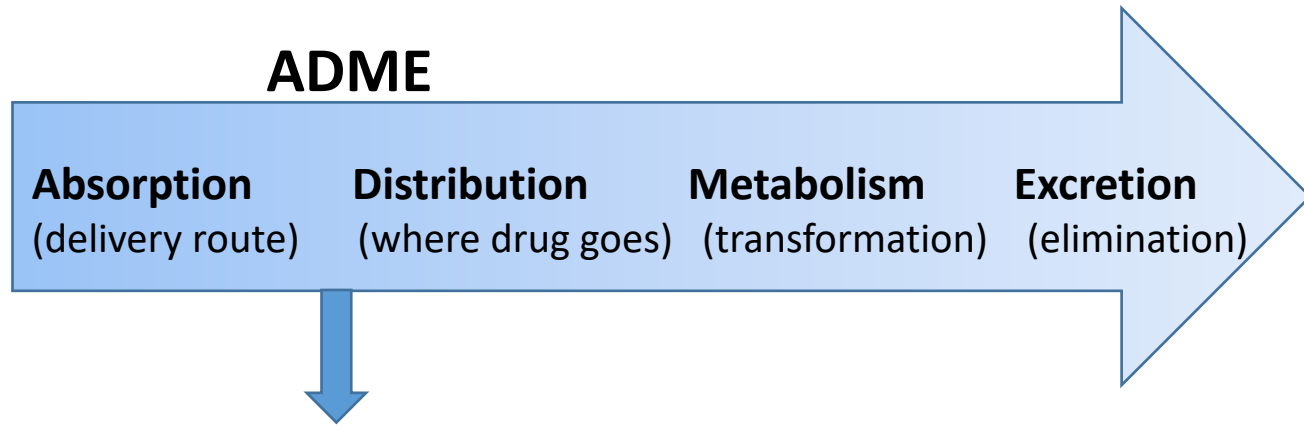 ADME
Absorption Distribution Metabolism Excretion
(delivery route) (where drug goes) (transformation) (elimination)